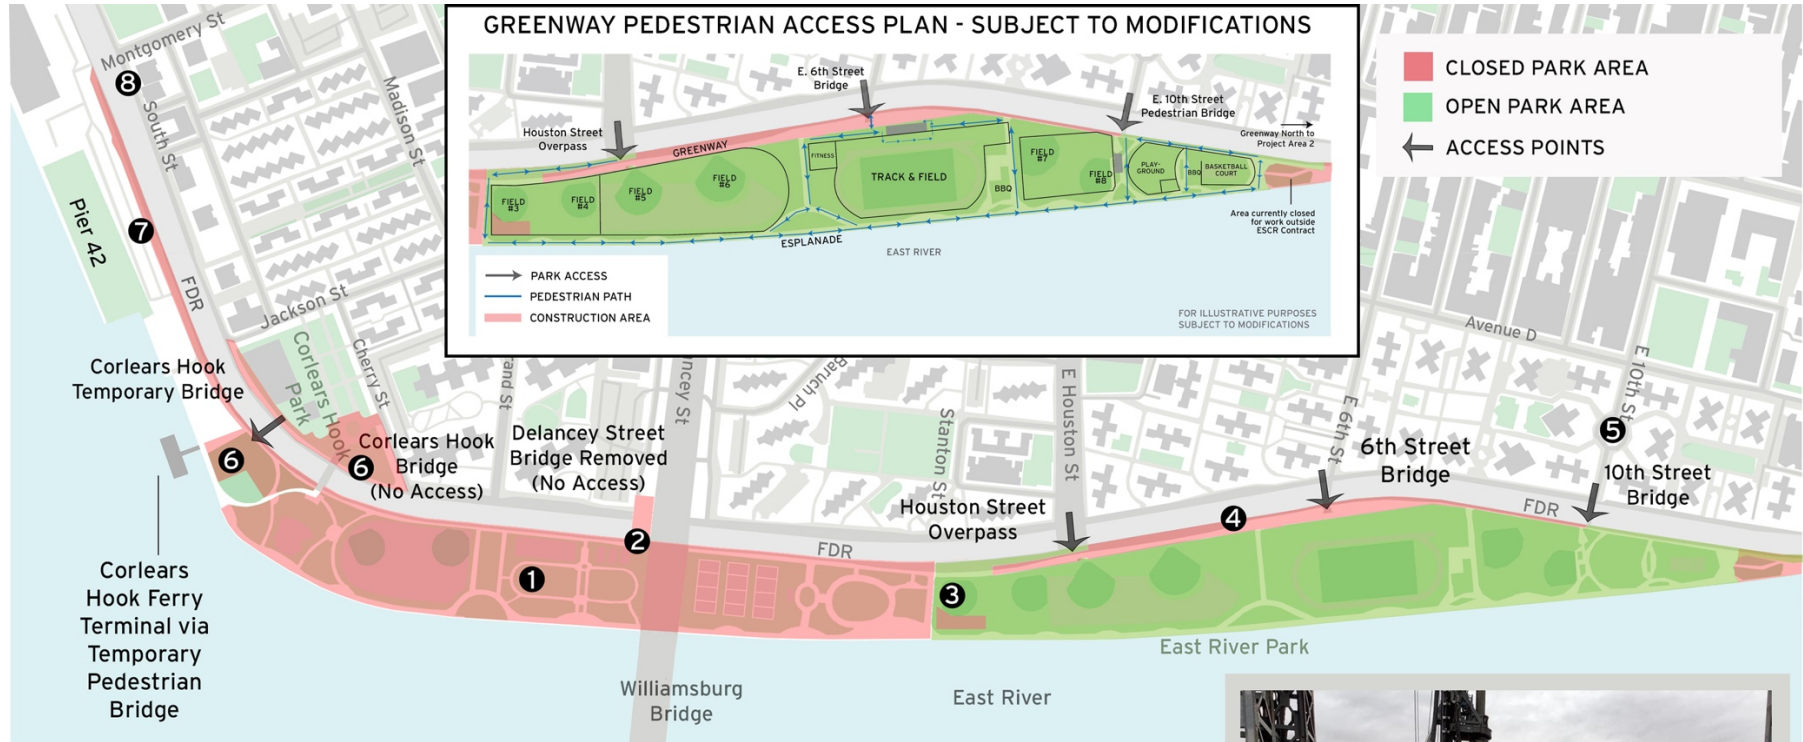 GREENWAY PEDESTRIAN ACCESS PLAN - SUBJECT TO MODIFICATIONS
E. 6th Street
Bridge
E. 10th Street
Pedestrian Bridge
Houston Street
Overpass
Greenway North to
Project Area 2
GREENWAY
FIELD
#3
FIELD
#4
FIELD
#5
FIELD
#6
FITNESS
TRACK & FIELD
BBQ
FIELD
#7
FIELD
#8
PLAY-
GROUND
BBQ
BASKETBALL
COURT
Area currently closed
for work outside
ESCR Contract
ESPLANADE
EAST RIVER
PARK ACCESS
PEDESTRIAN PATH
CONSTRUCTION AREA
FOR ILLUSTRATIVE PURPOSES
SUBJECT TO MODIFICATIONS
CLOSED PARK AREA
OPEN PARK AREA
ACCESS POINTS
Montgomery St
8
South St
Madison St
Pier 42
7
FDR
Jackson St
Corlears Hook
Park
Cherry St
Corlears Hook
Temporary Bridge
6
6
Corlears Hook
Bridge
(No Access)
Delancey Street
Bridge Removed
(No Access)
rand St
ncey St
Baruch Pl
Stanton St
E Houston St
E 6th St
Avenue D
E 10th St
5
6th Street
Bridge
10th Street
Bridge
Houston Street
Overpass
4
FDR
2
FDR
1
3
Corlears
Hook Ferry
Terminal via
Temporary
Pedestrian
Bridge
East River Park
Williamsburg
Bridge
East River